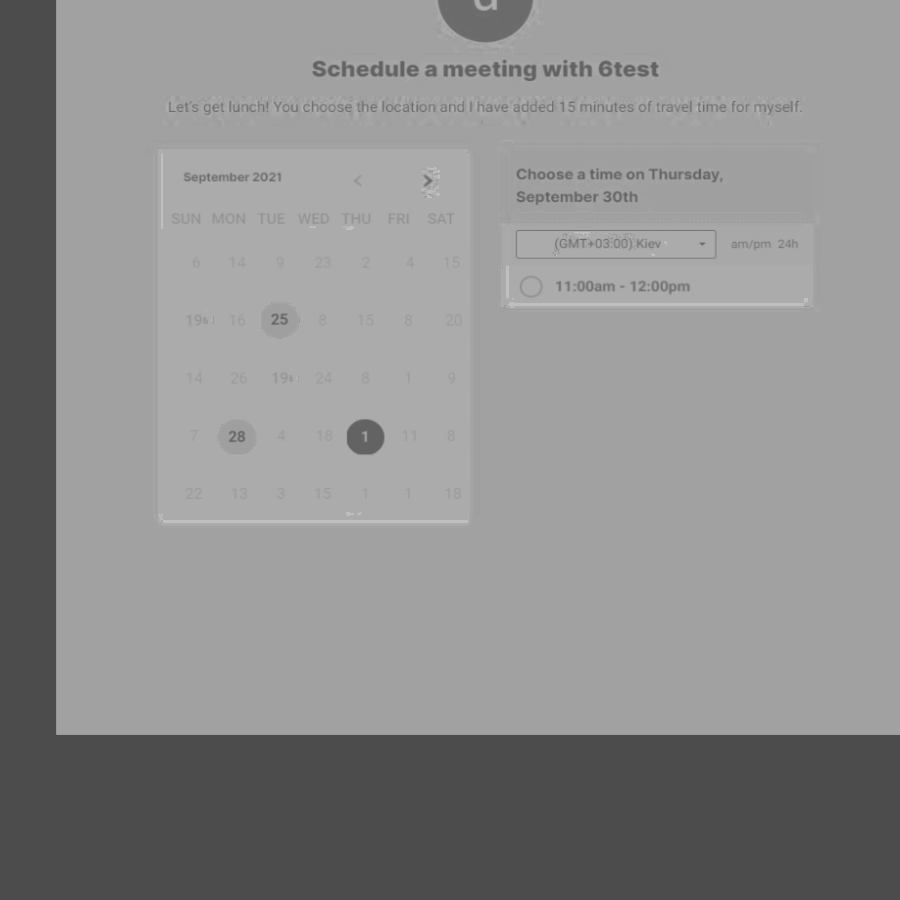 d
Schedule a meeting with 6test
Let's get lunch! You choose the location and I have added 15 minutes of travel time for myself.
September 2021 < >
SUN MON TUE WED THU FRI SAT
6 14 9 23 2 4 15
19 16 25 8 15 8 20
14 26 19 24 8 1 9
7 28 4 18 1 11 8
22 13 3 15 1 1 18
Choose a time on Thursday,
September 30th
(GMT+03:00) Kiev am/pm 24h
11:00am - 12:00pm